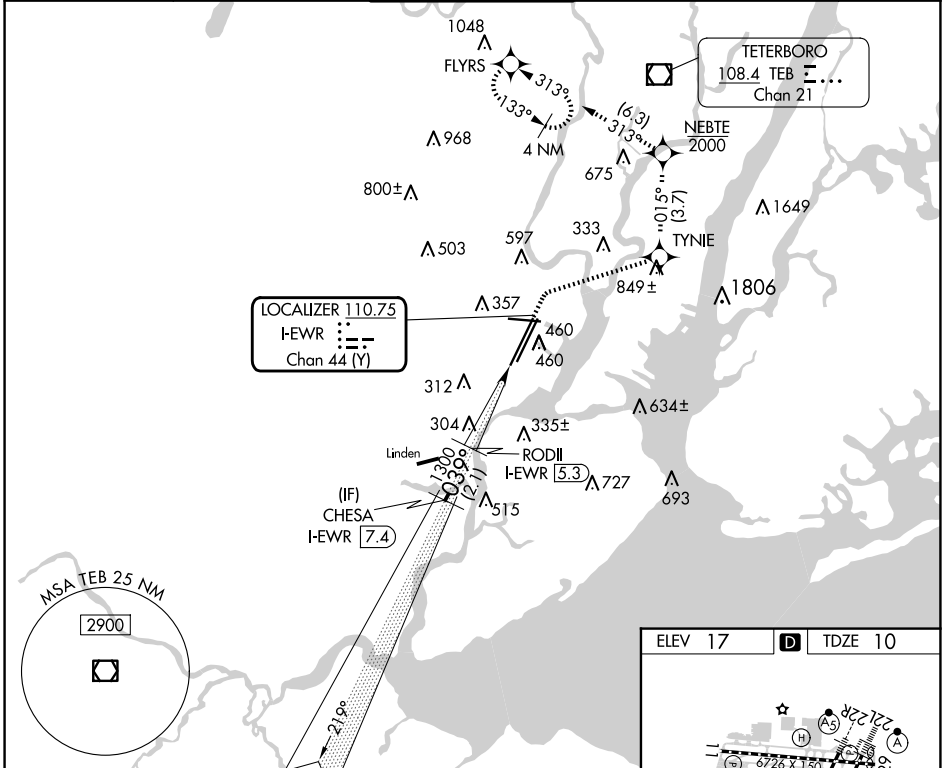 1048
FLYRS
313°
133°
4 NM
TETERBORO
108.4 TEB
Chan 21
(6.3)
313°
NEBTE
2000
968
675
800±
015°
(3.7)
1649
503
597
333
TYNIE
849±
1806
LOCALIZER 110.75
I-EWR
Chan 44 (Y)
357
460
460
312
304
335±
634±
Linden
1300
039°
(2.1)
RODII
I-EWR 5.3
727
693
(IF)
CHESA
I-EWR 7.4
515
MSA TEB 25 NM
2900
219°
ELEV 17
D
TDZE 10
A5
22R
22L
A
H
P
11
6726 X 150